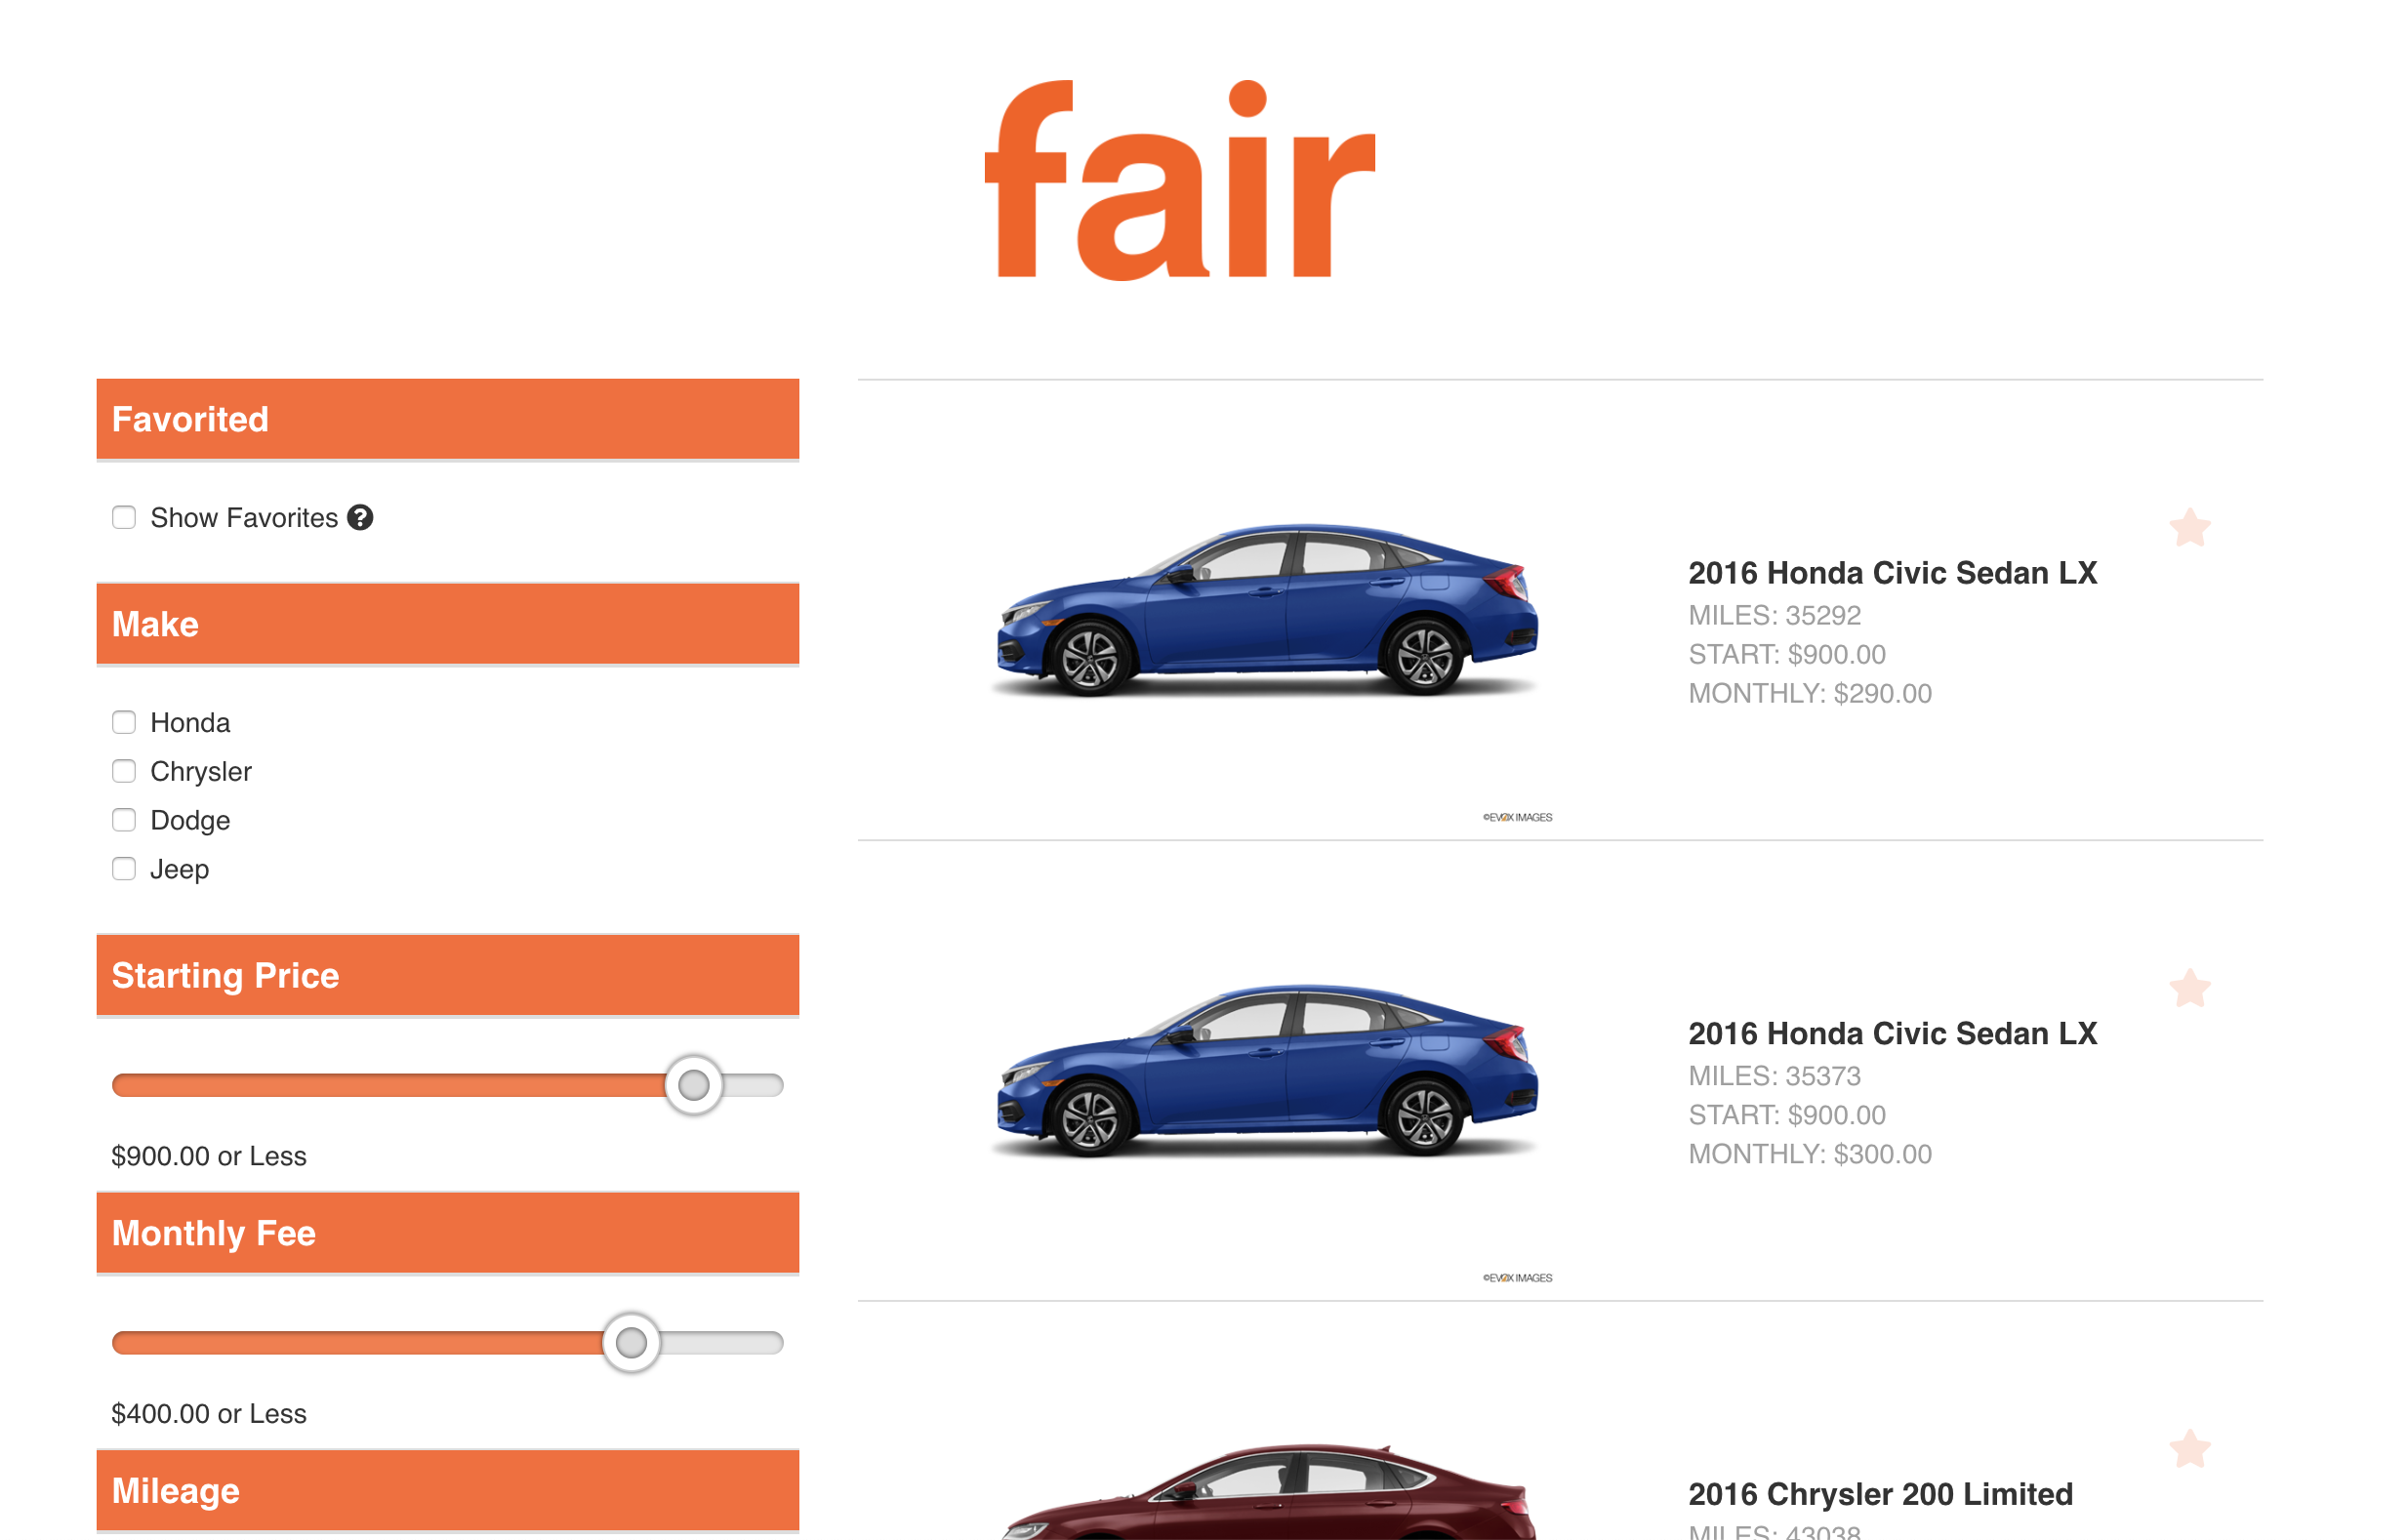 fair
Favorited
Show Favorites
Make
Honda
Chrysler
Dodge
Jeep
Starting Price
$900.00 or Less
Monthly Fee
$400.00 or Less
Mileage
2016 Honda Civic Sedan LX
MILES: 35292
START: $900.00
MONTHLY: $290.00
©EVOX IMAGES
2016 Honda Civic Sedan LX
MILES: 35373
START: $900.00
MONTHLY: $300.00
©EVOX IMAGES
2016 Chrysler 200 Limited
MILES: 43038